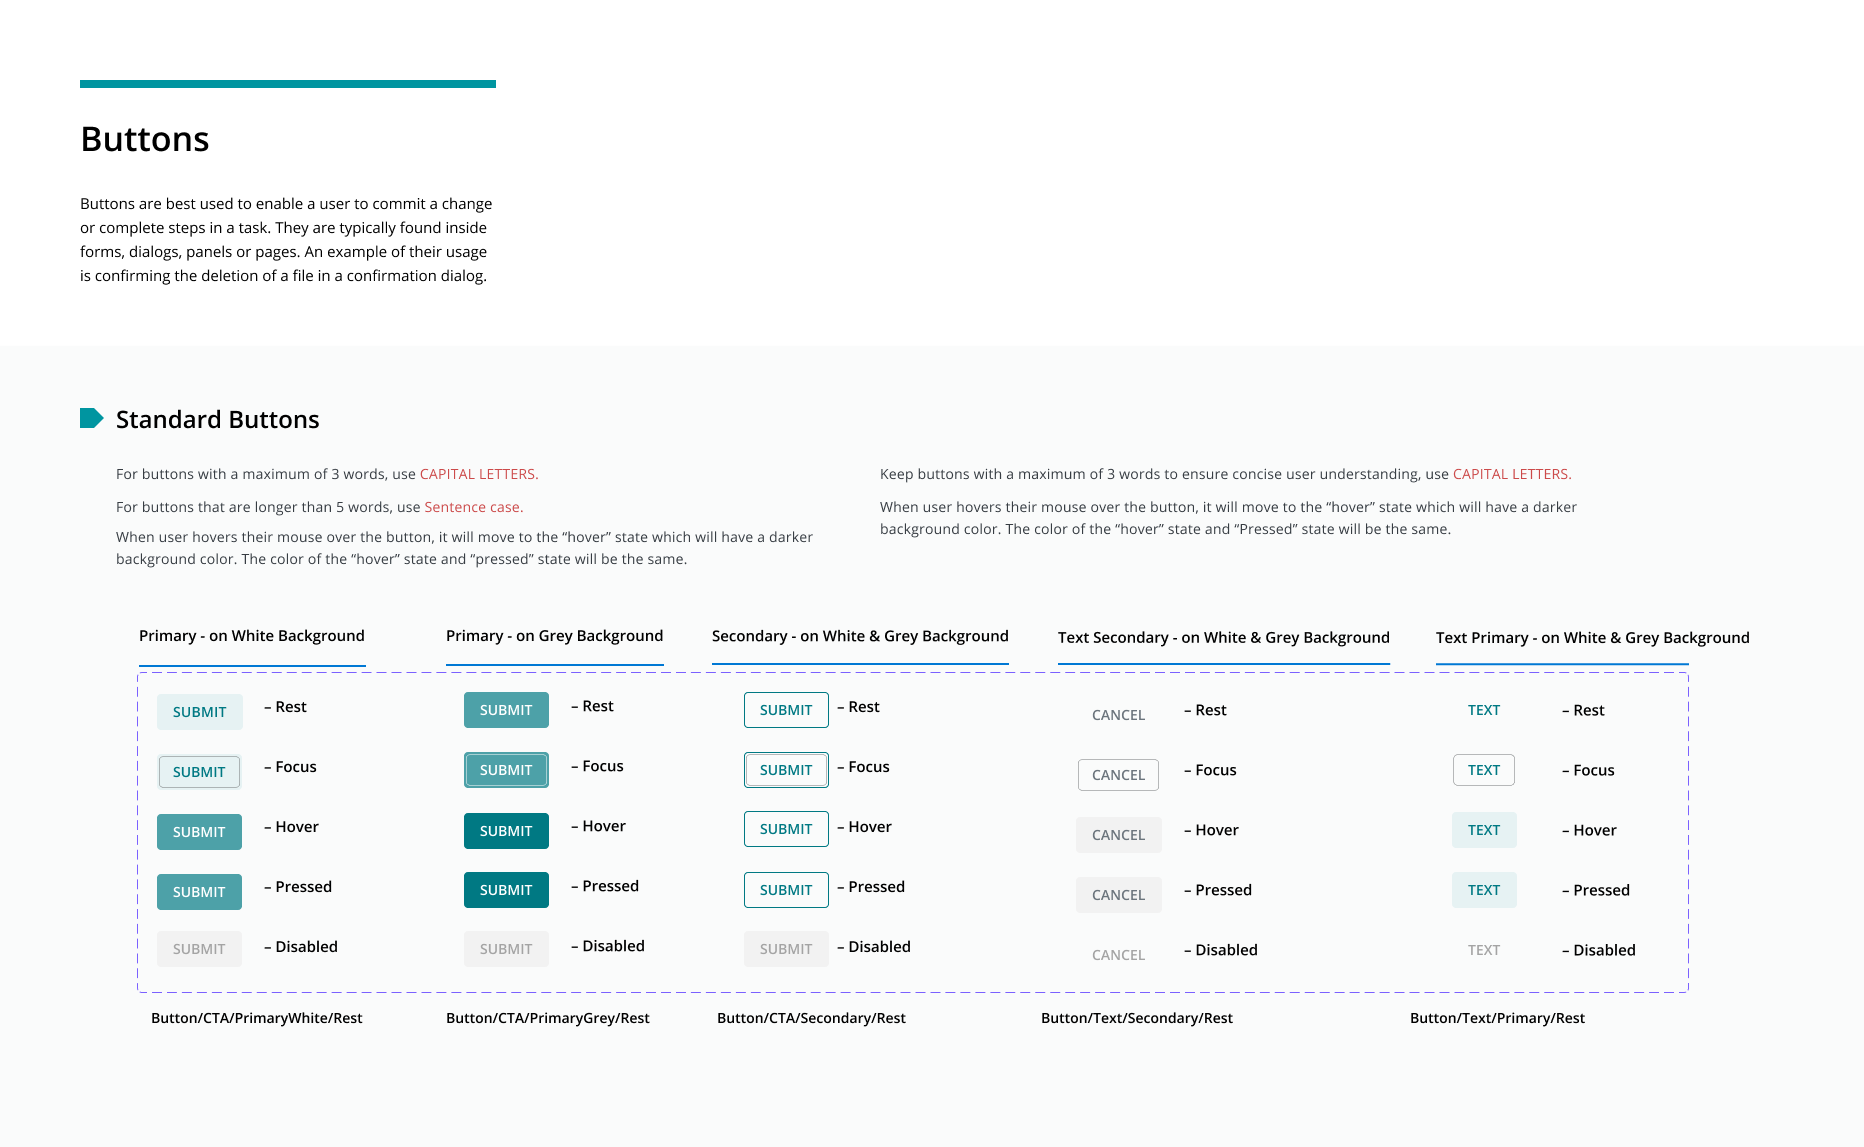 Buttons
Buttons are best used to enable a user to commit a change
or complete steps in a task. They are typically found inside
forms, dialogs, panels or pages. An example of their usage
is confirming the deletion of a file in a confirmation dialog.
Standard Buttons
For buttons with a maximum of 3 words, use CAPITAL LETTERS.
For buttons that are longer than 5 words, use Sentence case.
When user hovers their mouse over the button, it will move to the “hover” state which will have a darker
background color. The color of the “hover” state and “pressed” state will be the same.
Keep buttons with a maximum of 3 words to ensure concise user understanding, use CAPITAL LETTERS.
When user hovers their mouse over the button, it will move to the “hover” state which will have a darker
background color. The color of the “hover” state and “Pressed” state will be the same.
Primary - on White Background
SUBMIT – Rest
SUBMIT – Focus
SUBMIT – Hover
SUBMIT – Pressed
SUBMIT – Disabled
Button/CTA/PrimaryWhite/Rest
Primary - on Grey Background
SUBMIT – Rest
SUBMIT – Focus
SUBMIT – Hover
SUBMIT – Pressed
SUBMIT – Disabled
Button/CTA/PrimaryGrey/Rest
Secondary - on White & Grey Background
SUBMIT – Rest
SUBMIT – Focus
SUBMIT – Hover
SUBMIT – Pressed
SUBMIT – Disabled
Button/CTA/Secondary/Rest
Text Secondary - on White & Grey Background
CANCEL – Rest
CANCEL – Focus
CANCEL – Hover
CANCEL – Pressed
CANCEL – Disabled
Button/Text/Secondary/Rest
Text Primary - on White & Grey Background
TEXT – Rest
TEXT – Focus
TEXT – Hover
TEXT – Pressed
TEXT – Disabled
Button/Text/Primary/Rest